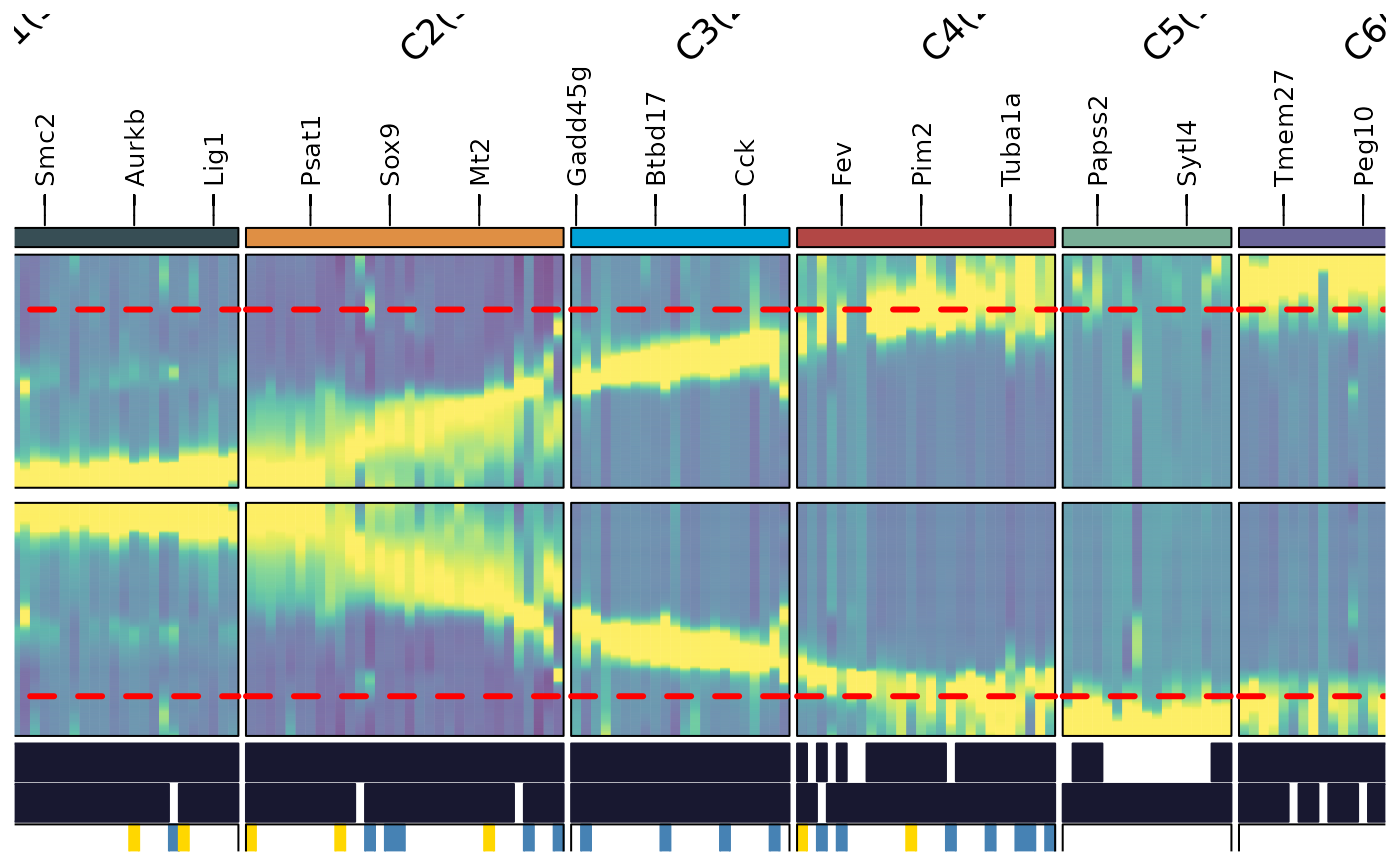 C2(
C3(
C4(
C5(
C6
Smc2
Aurkb
Lig1
Psat1
Sox9
Mt2
Gadd45g
Btbd17
Cck
Fev
Pim2
Tuba1a
Papss2
Sytl4
Tmem27
Peg10